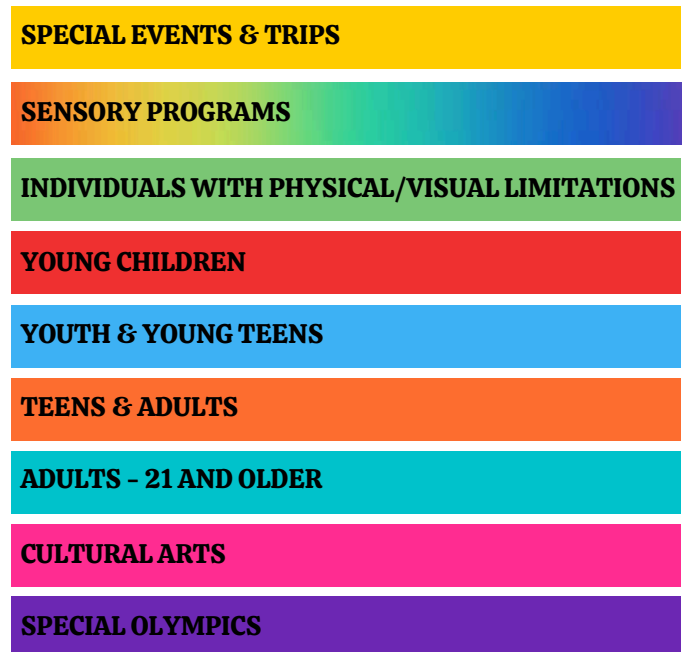 SPECIAL EVENTS & TRIPS
SENSORY PROGRAMS
INDIVIDUALS WITH PHYSICAL/VISUAL LIMITATIONS
YOUNG CHILDREN
YOUTH & YOUNG TEENS
TEENS & ADULTS
ADULTS - 21 AND OLDER
CULTURAL ARTS
SPECIAL OLYMPICS